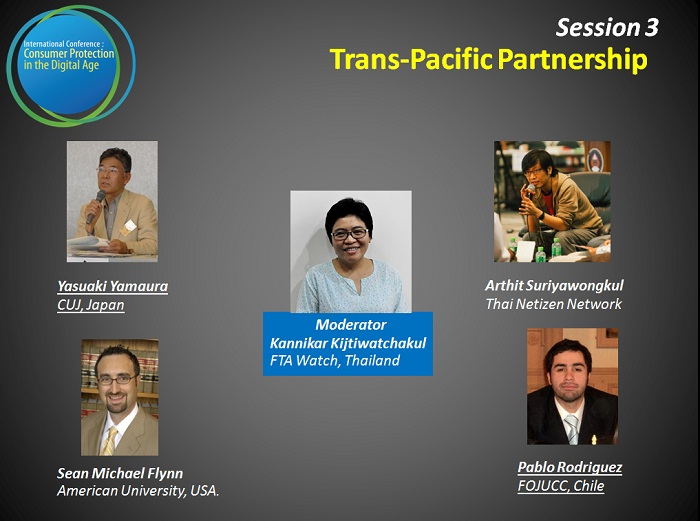 International Conference :
Consumer Protection
in the Digital Age
Session 3
Trans-Pacific Partnership
Yasuaki Yamaura
CUJ, Japan
Moderator
Kannikar Kijtiwatchakul
FTA Watch, Thailand
Arthit Suriyawongkul
Thai Netizen Network
Sean Michael Flynn
American University, USA.
Pablo Rodriguez
FOJUCC, Chile